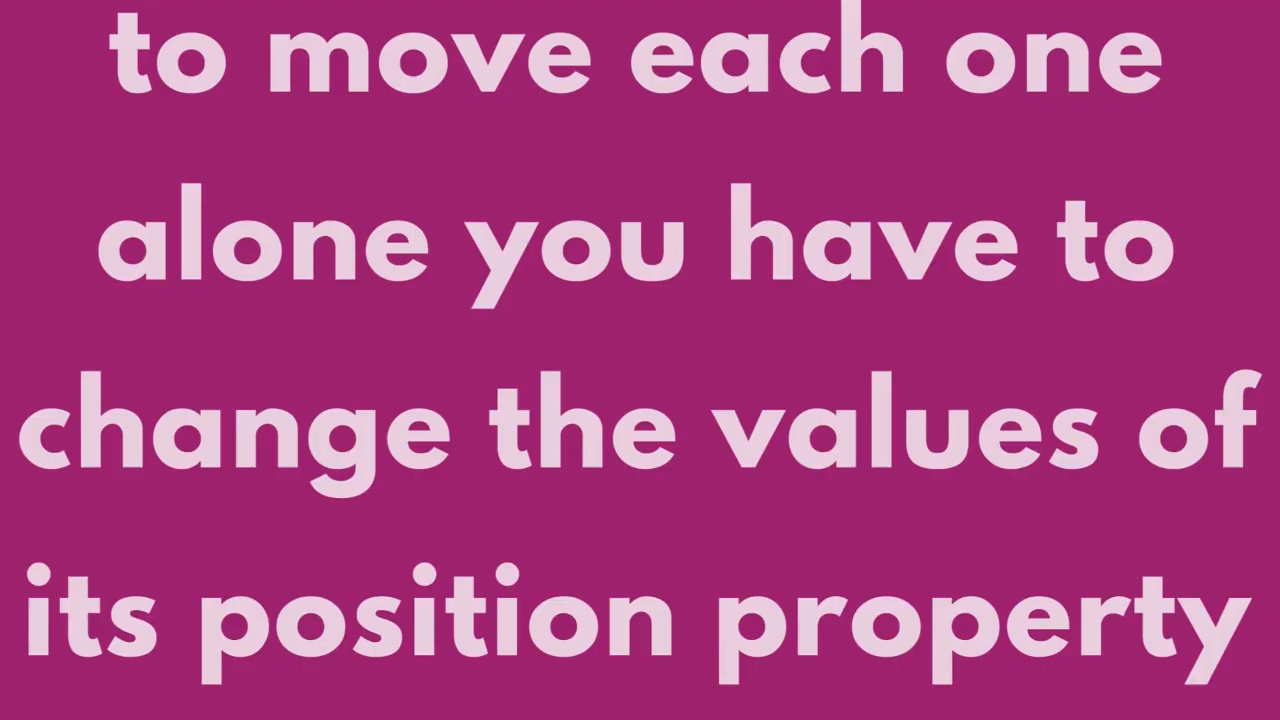 to move each one
alone you have to
change the values of
its position property